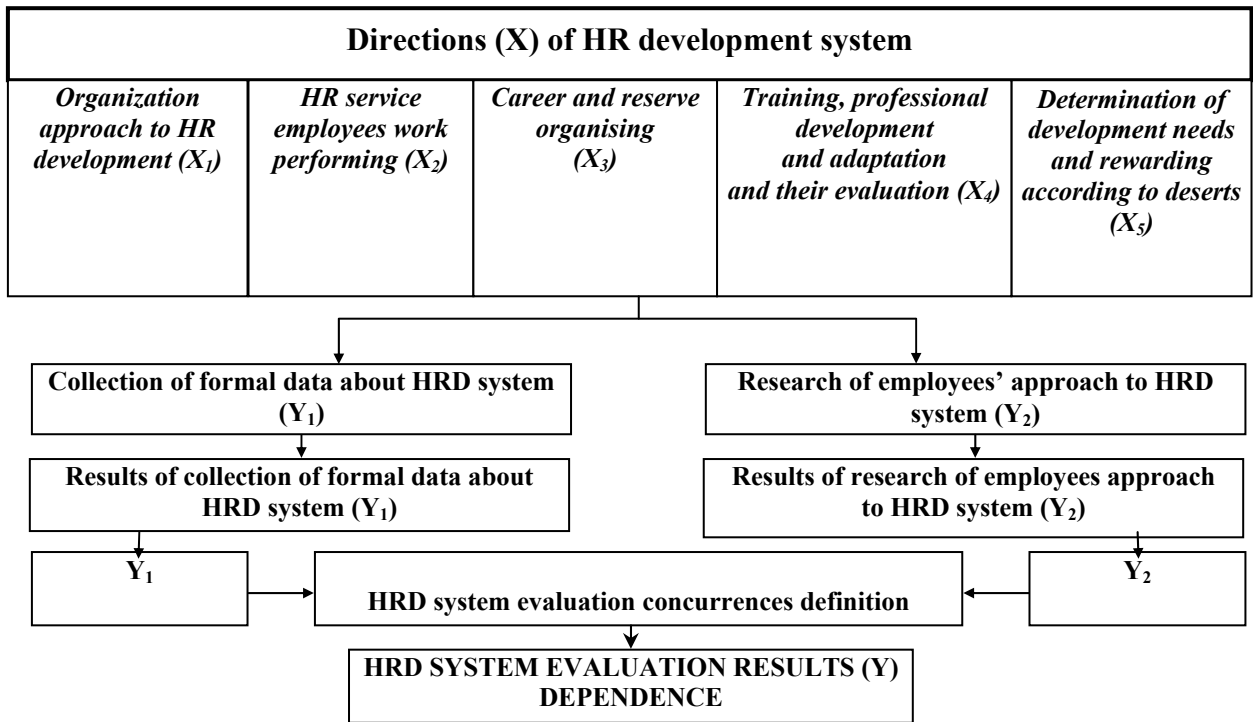 Directions (X) of HR development system
Organization
approach to HR
development (X₁)
HR service
employees work
performing (X₂)
Career and reserve
organising
(X₃)
Training, professional
development
and adaptation
and their evaluation (X₄)
Determination of
development needs
and rewarding
according to deserts
(X₅)
Collection of formal data about HRD system
(Y₁)
Research of employees’ approach to HRD
system (Y₂)
Results of collection of formal data about
HRD system (Y₁)
Results of research of employees approach
to HRD system (Y₂)
Y₁
HRD system evaluation concurrences definition
Y₂
HRD SYSTEM EVALUATION RESULTS (Y)
DEPENDENCE